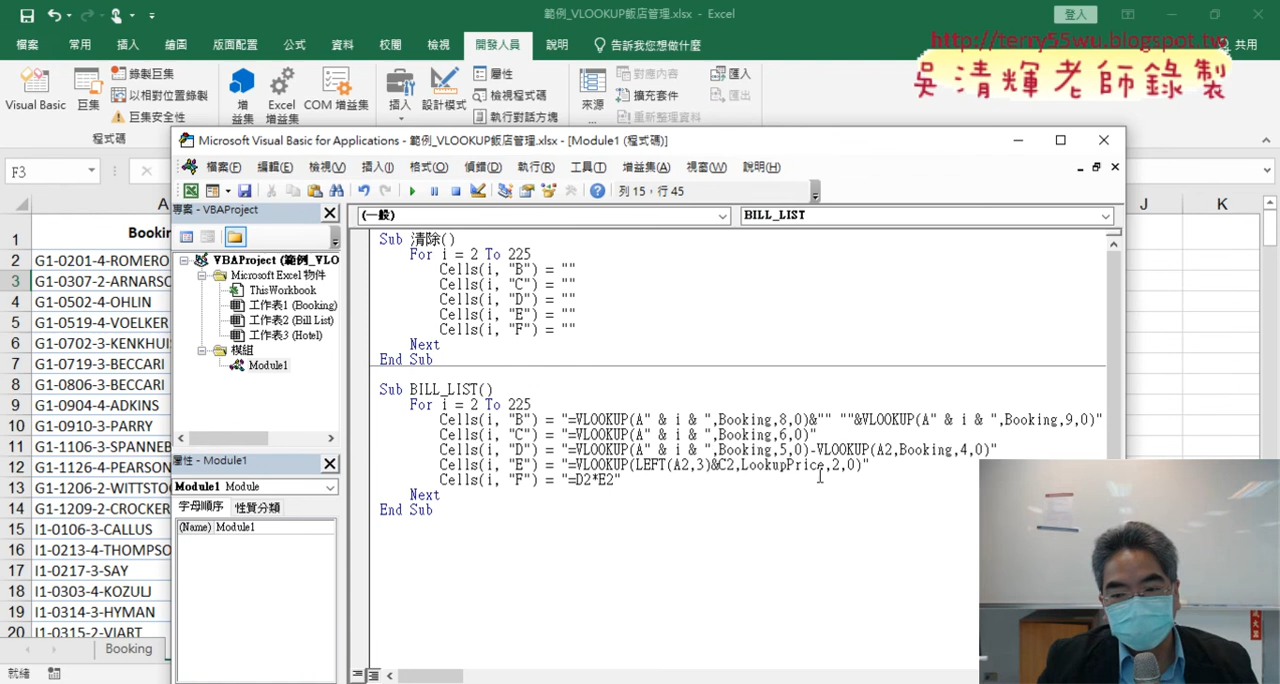 範例_VLOOKUP飯店管理.xlsx - Excel
登入
檔案 常用 插入 繪圖 版面配置 公式 資料 校閱 檢視 開發人員 說明 告訴我您想做什麼 共用
http://terry55wu.blogspot.tw
吳清輝老師錄製
Visual Basic 巨集 錄製巨集 以相對位置錄製 巨集安全性
程式碼
增益集 Excel 增益集 COM 增益集
插入 設計模式 屬性 檢視程式碼 執行對話方塊
來源 對應內容 擴充套件 重新整理資料 匯入 匯出
F3
Microsoft Visual Basic for Applications - 範例_VLOOKUP飯店管理.xlsx - [Module1 (程式碼)]
檔案(F) 編輯(E) 檢視(V) 插入(I) 格式(O) 偵錯(D) 執行(R) 工具(T) 增益集(A) 視窗(W) 說明(H)
列 15，行 45
專案 - VBAProject
VBAProject (範例_VLO
Microsoft Excel 物件
ThisWorkbook
工作表1 (Booking)
工作表2 (Bill List)
工作表3 (Hotel)
模組
Module1
屬性 - Module1
Module1 Module
字母順序 性質分類
(Name) Module1
(一般)
BILL_LIST
Sub 清除()
For i = 2 To 225
Cells(i, "B") = ""
Cells(i, "C") = ""
Cells(i, "D") = ""
Cells(i, "E") = ""
Cells(i, "F") = ""
Next
End Sub
Sub BILL_LIST()
For i = 2 To 225
Cells(i, "B") = "=VLOOKUP(A" & i & ",Booking,8,0)&"" ""&VLOOKUP(A" & i & ",Booking,9,0)"
Cells(i, "C") = "=VLOOKUP(A" & i & ",Booking,6,0)"
Cells(i, "D") = "=VLOOKUP(A" & i & ",Booking,5,0)-VLOOKUP(A2,Booking,4,0)"
Cells(i, "E") = "=VLOOKUP(LEFT(A2,3)&C2,LookupPrice,2,0)"
Cells(i, "F") = "=D2*E2"
Next
End Sub
A J K
1 Bookin
2 G1-0201-4-ROMERO
3 G1-0307-2-ARNARSO
4 G1-0502-4-OHLIN
5 G1-0519-4-VOELKER
6 G1-0702-3-KENKHUIS
7 G1-0719-3-BECCARI
8 G1-0806-3-BECCARI
9 G1-0904-4-ADKINS
10 G1-0910-3-PARRY
11 G1-1106-3-SPANNEB
12 G1-1126-4-PEARSON
13 G1-1206-2-WITTSTO
14 G1-1209-2-CROCKER
15 I1-0106-3-CALLUS
16 I1-0213-4-THOMPSO
17 I1-0217-3-SAY
18 I1-0303-4-KOZULJ
19 I1-0314-3-HYMAN
20 I1-0315-2-VIART
Booking
就緒